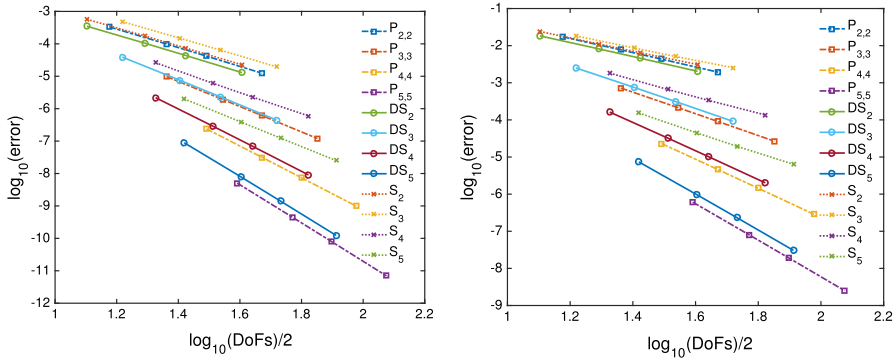 -3
-4
-5
-6
-7
-8
-9
-10
-11
-12
log10(error)
1
1.2
1.4
1.6
1.8
2
2.2
log10(DoFs)/2
P2,2
P3,3
P4,4
P5,5
DS2
DS3
DS4
DS5
S2
S3
S4
S5
-1
-2
-3
-4
-5
-6
-7
-8
-9
log10(error)
1
1.2
1.4
1.6
1.8
2
2.2
log10(DoFs)/2
P2,2
P3,3
P4,4
P5,5
DS2
DS3
DS4
DS5
S2
S3
S4
S5